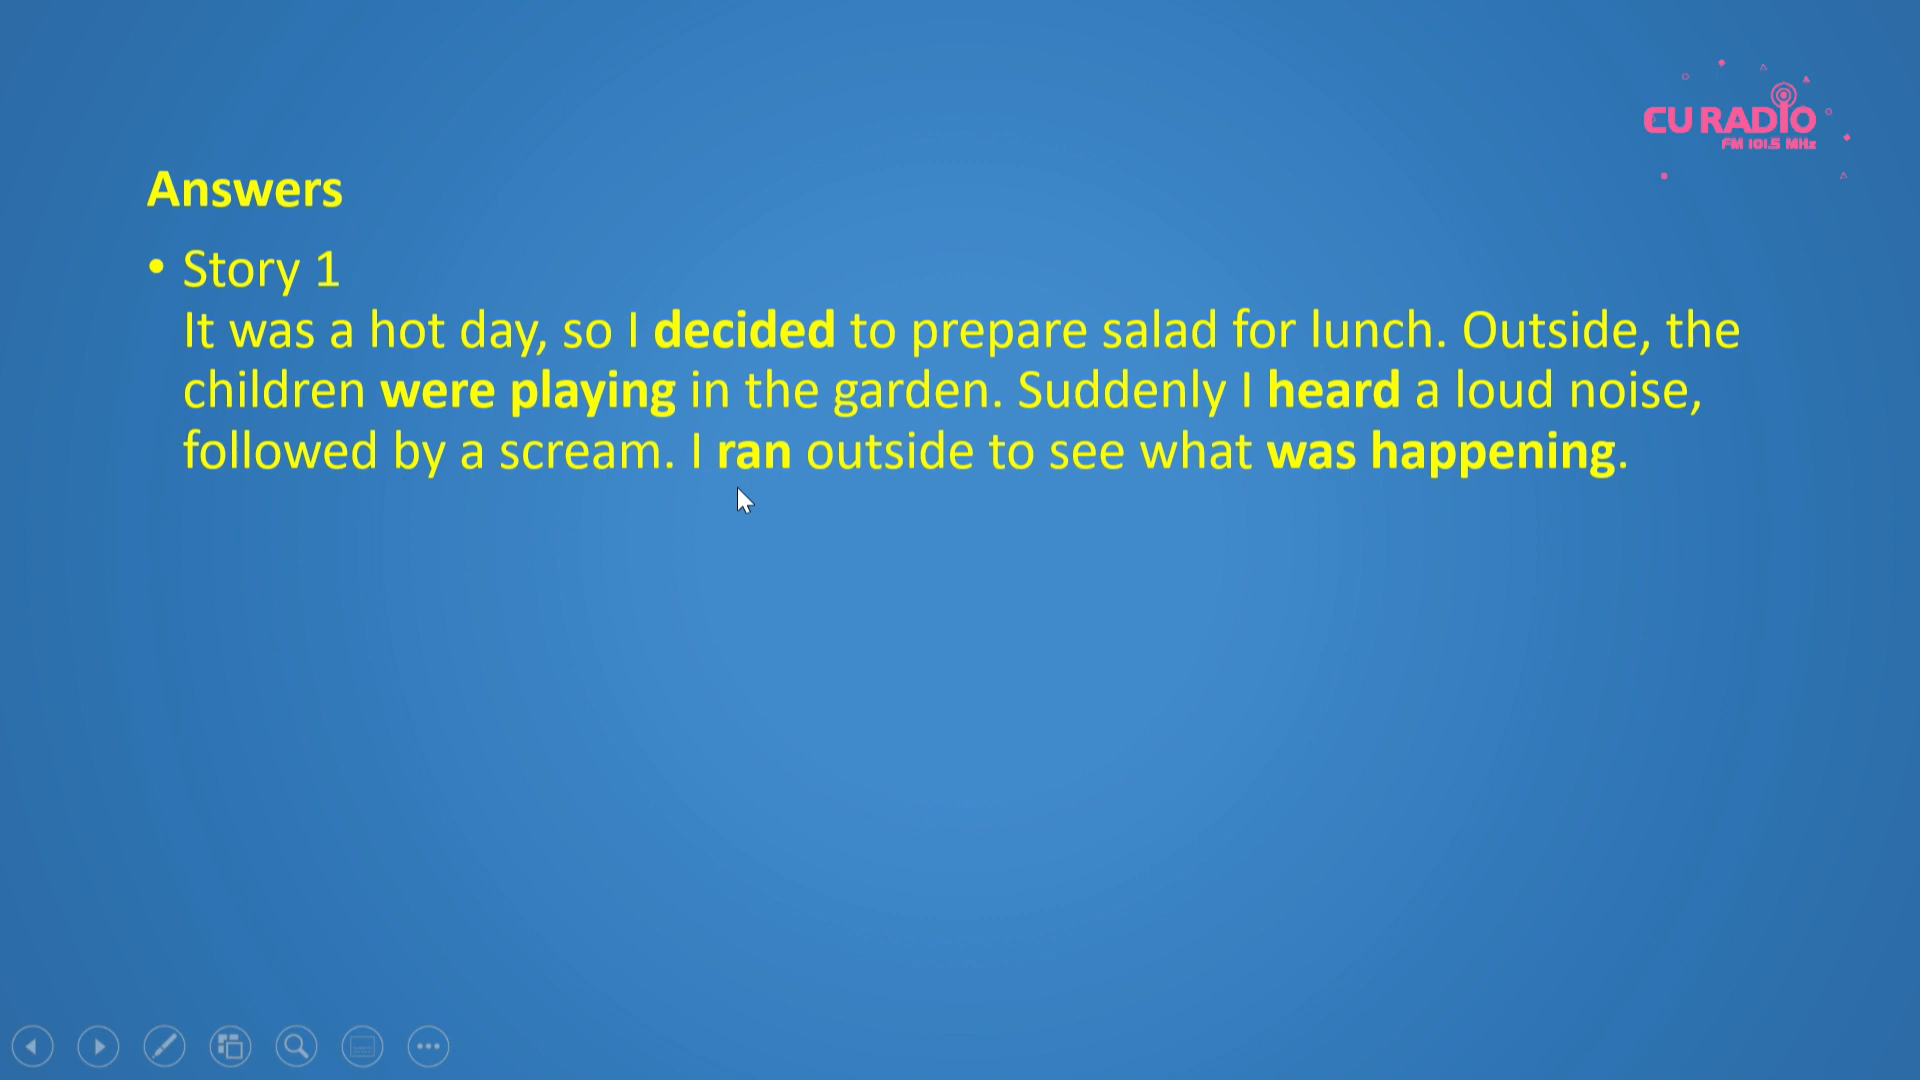 CU RADIO
FM 101.5 MHz
Answers
• Story 1
It was a hot day, so I decided to prepare salad for lunch. Outside, the
children were playing in the garden. Suddenly I heard a loud noise,
followed by a scream. I ran outside to see what was happening.